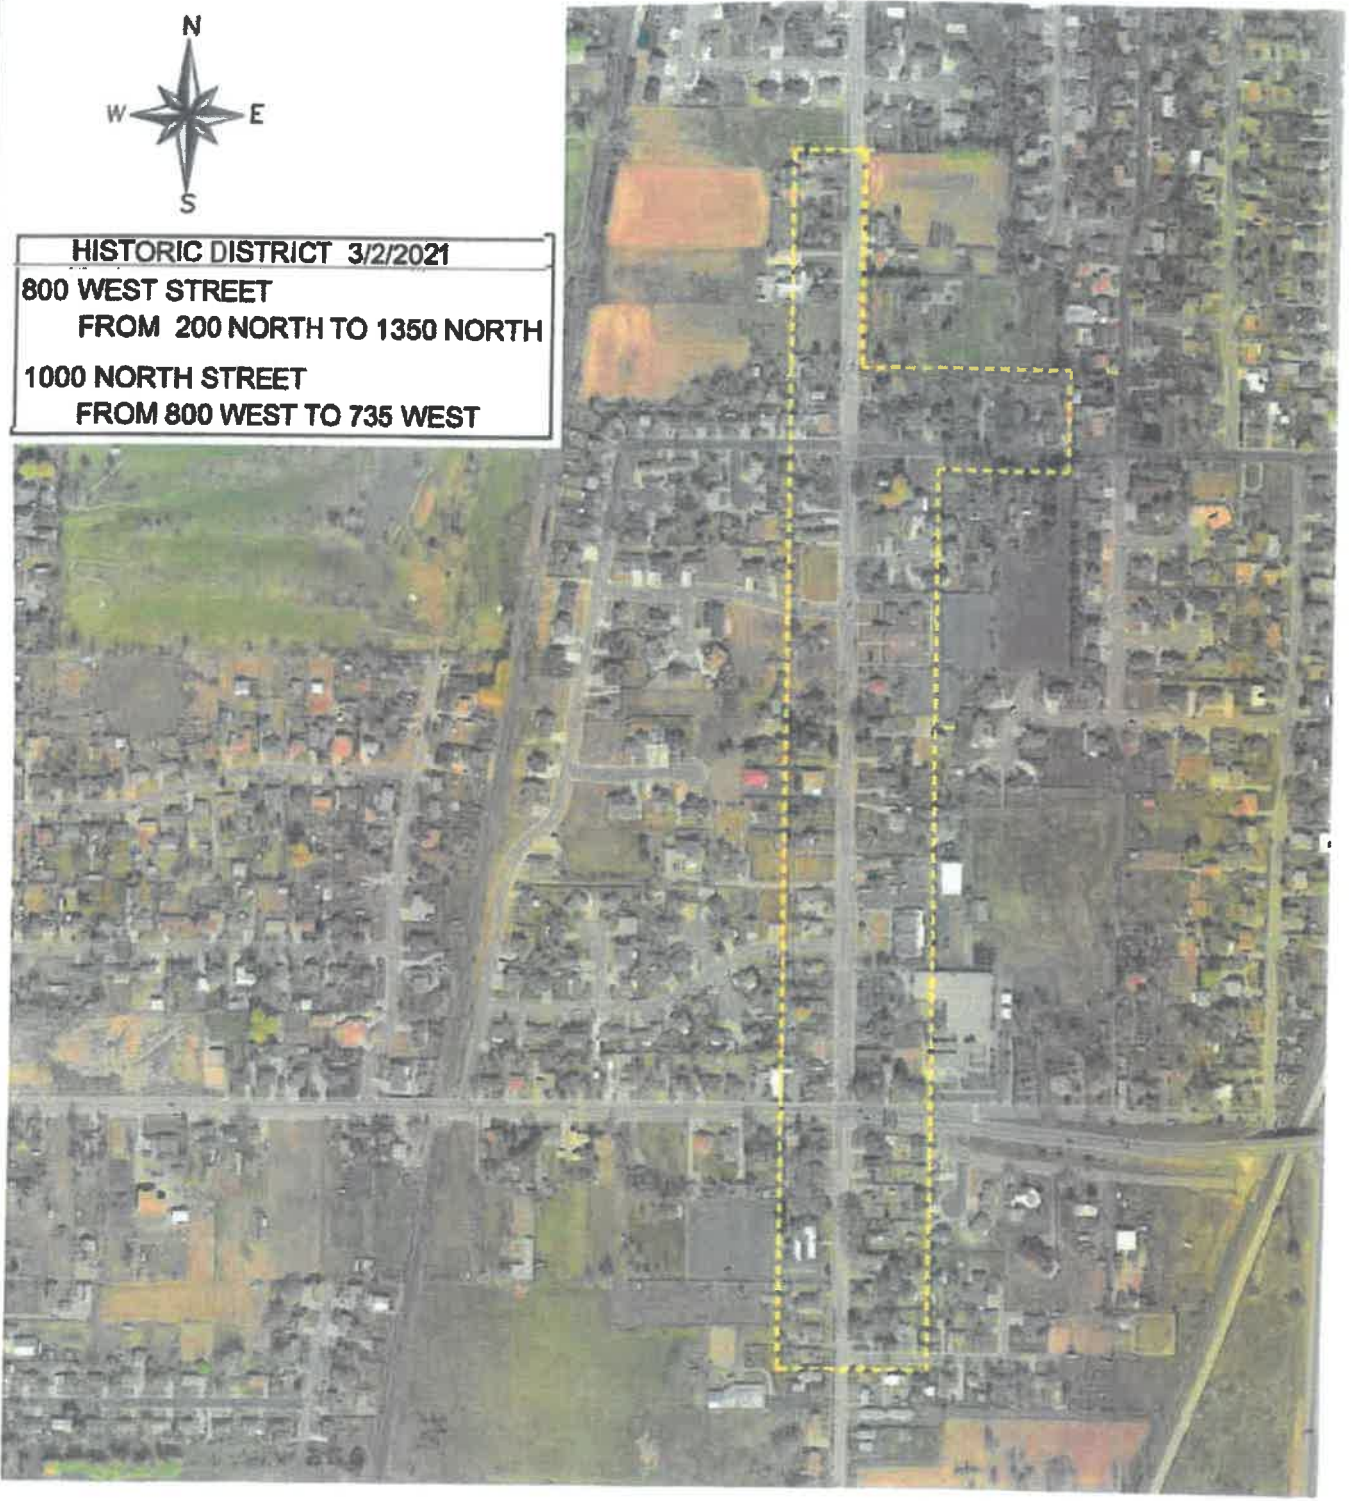 N
W E
S
HISTORIC DISTRICT 3/2/2021
800 WEST STREET
FROM 200 NORTH TO 1350 NORTH
1000 NORTH STREET
FROM 800 WEST TO 735 WEST